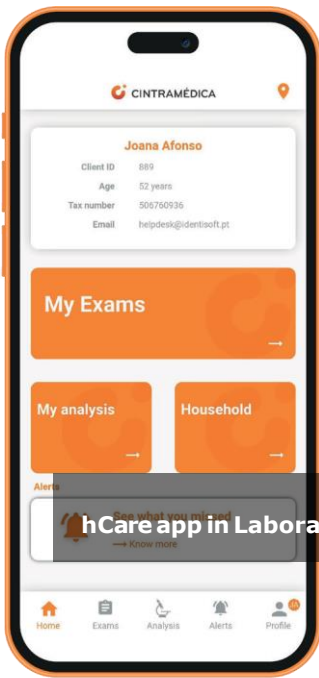 CINTRAMÉDICA
Joana Afonso
Client ID 889
Age 52 years
Tax number 506760936
Email helpdesk@identisoft.pt
My Exams
My analysis
Household
Alerts
See what you missed
hCare app in Labora
→ Know more
Home Exams Analysis Alerts Profile